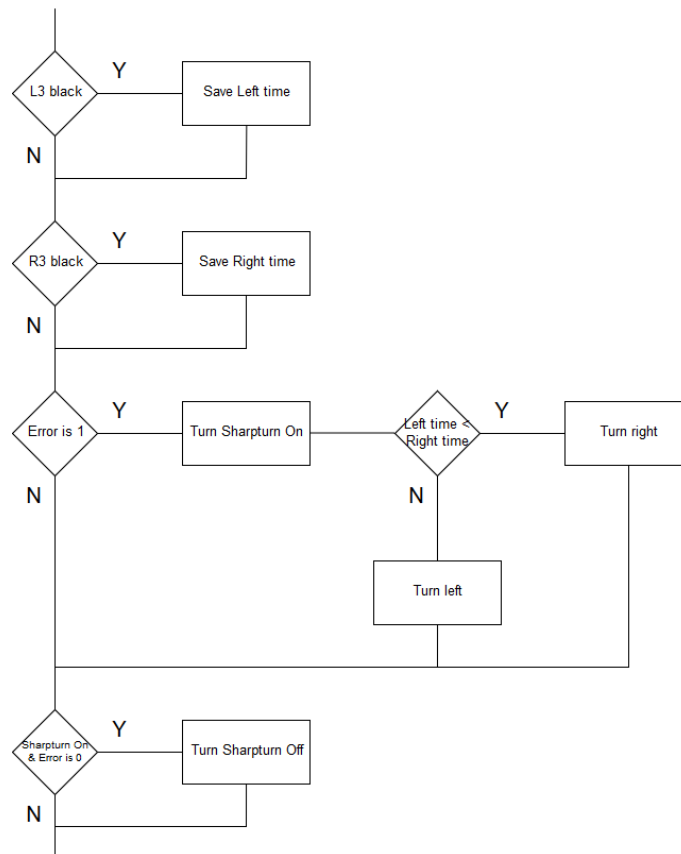 L3 black
Y
Save Left time
N
R3 black
Y
Save Right time
N
Error is 1
Y
Turn Sharpturn On
Left time <
Right time
Y
Turn right
N
N
Turn left
Sharpturn On
& Error is 0
Y
Turn Sharpturn Off
N